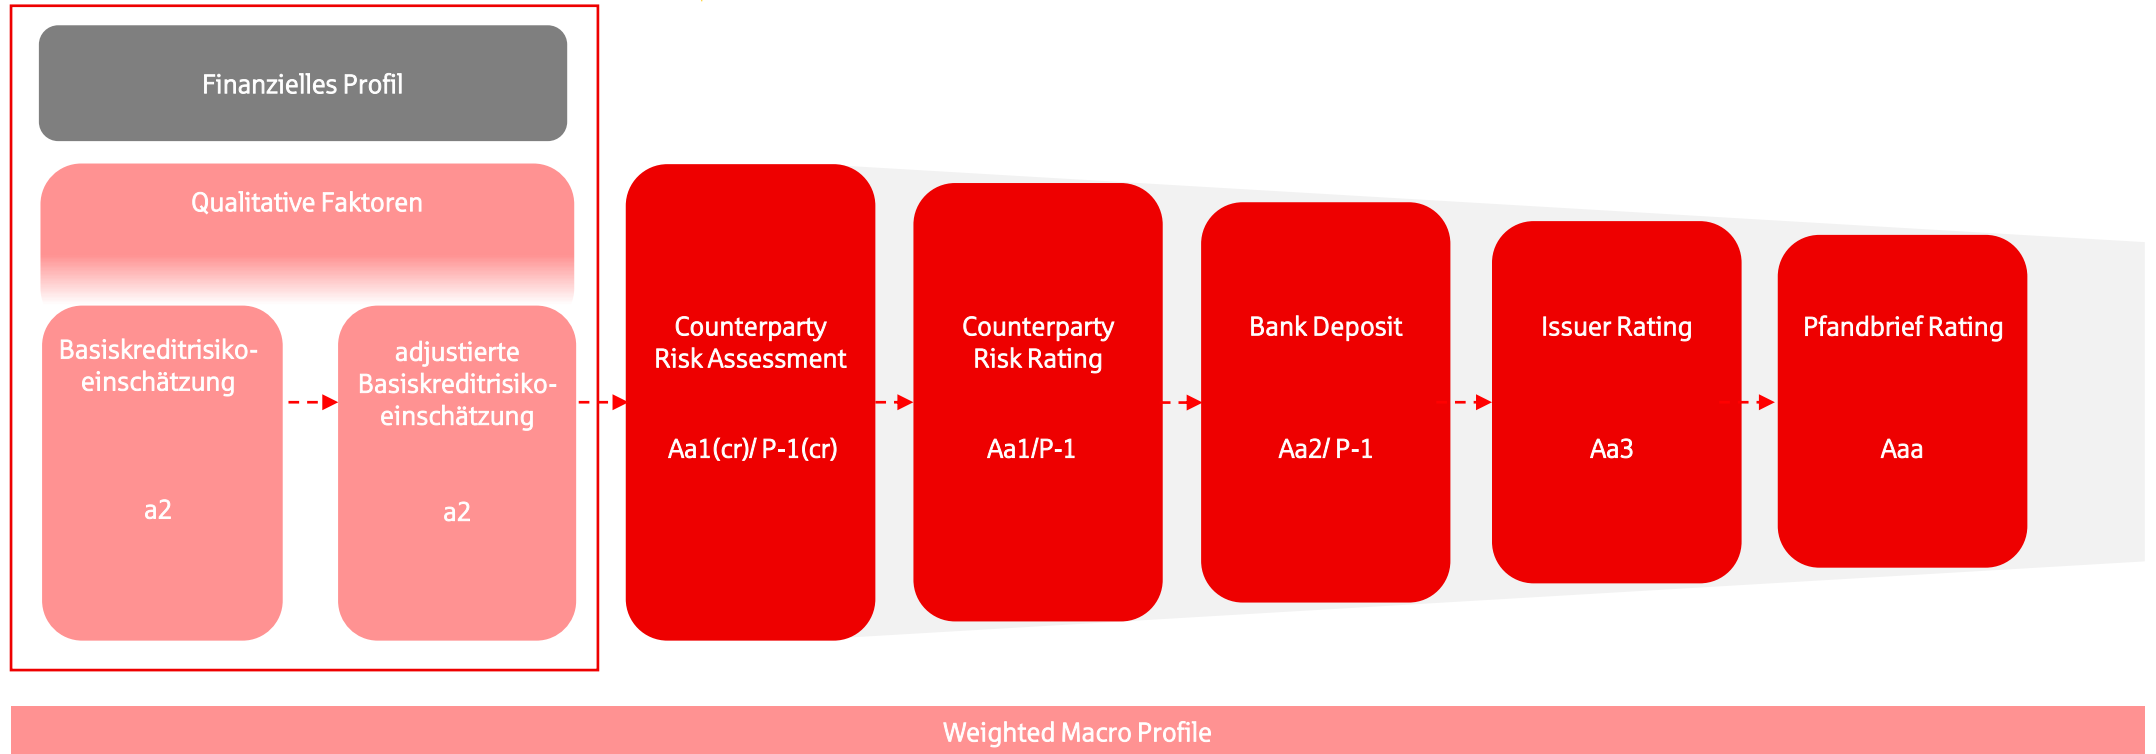 Finanzielles Profil
Qualitative Faktoren
Basiskreditrisiko-
einschätzung
a2
adjustierte
Basiskreditrisiko-
einschätzung
a2
Counterparty
Risk Assessment
Aa1(cr)/ P-1(cr)
Counterparty
Risk Rating
Aa1/P-1
Bank Deposit
Aa2/ P-1
Issuer Rating
Aa3
Pfandbrief Rating
Aaa
Weighted Macro Profile